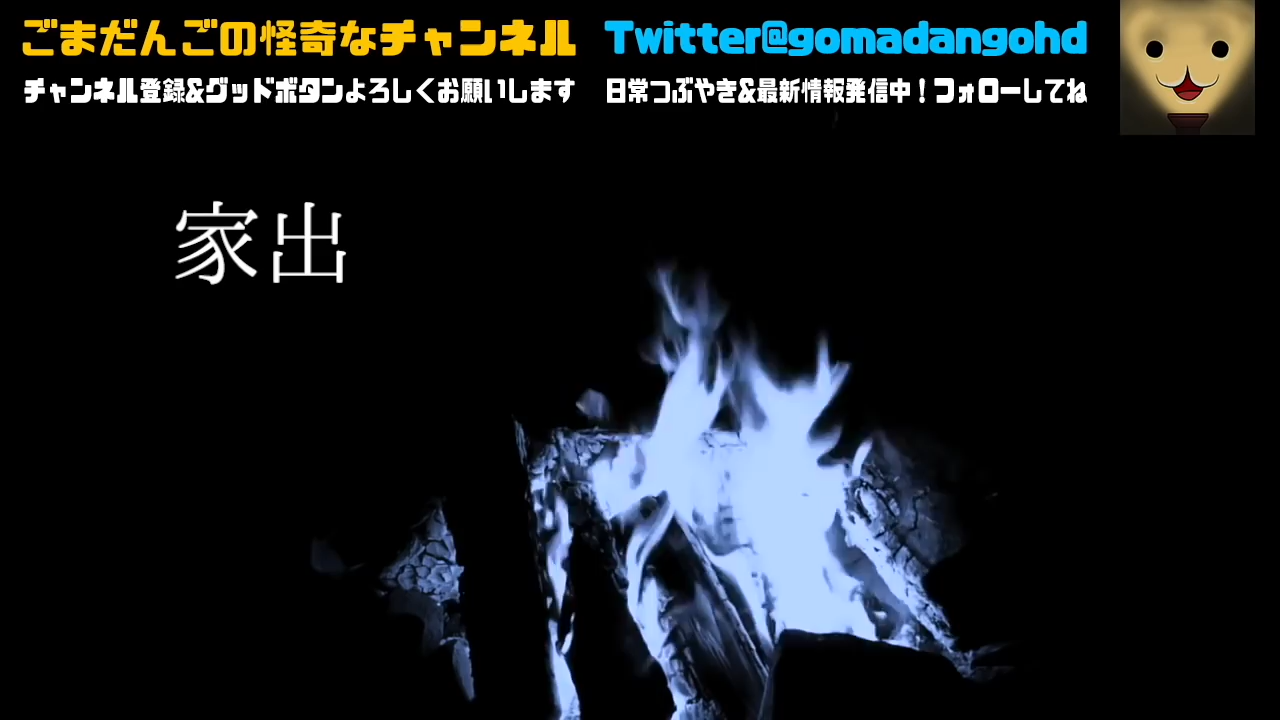 ごまだんごの怪奇なチャンネル
Twitter@gomadangohd
チャンネル登録&グッドボタンよろしくお願いします
日常つぶやき&最新情報発信中！フォローしてね
家出